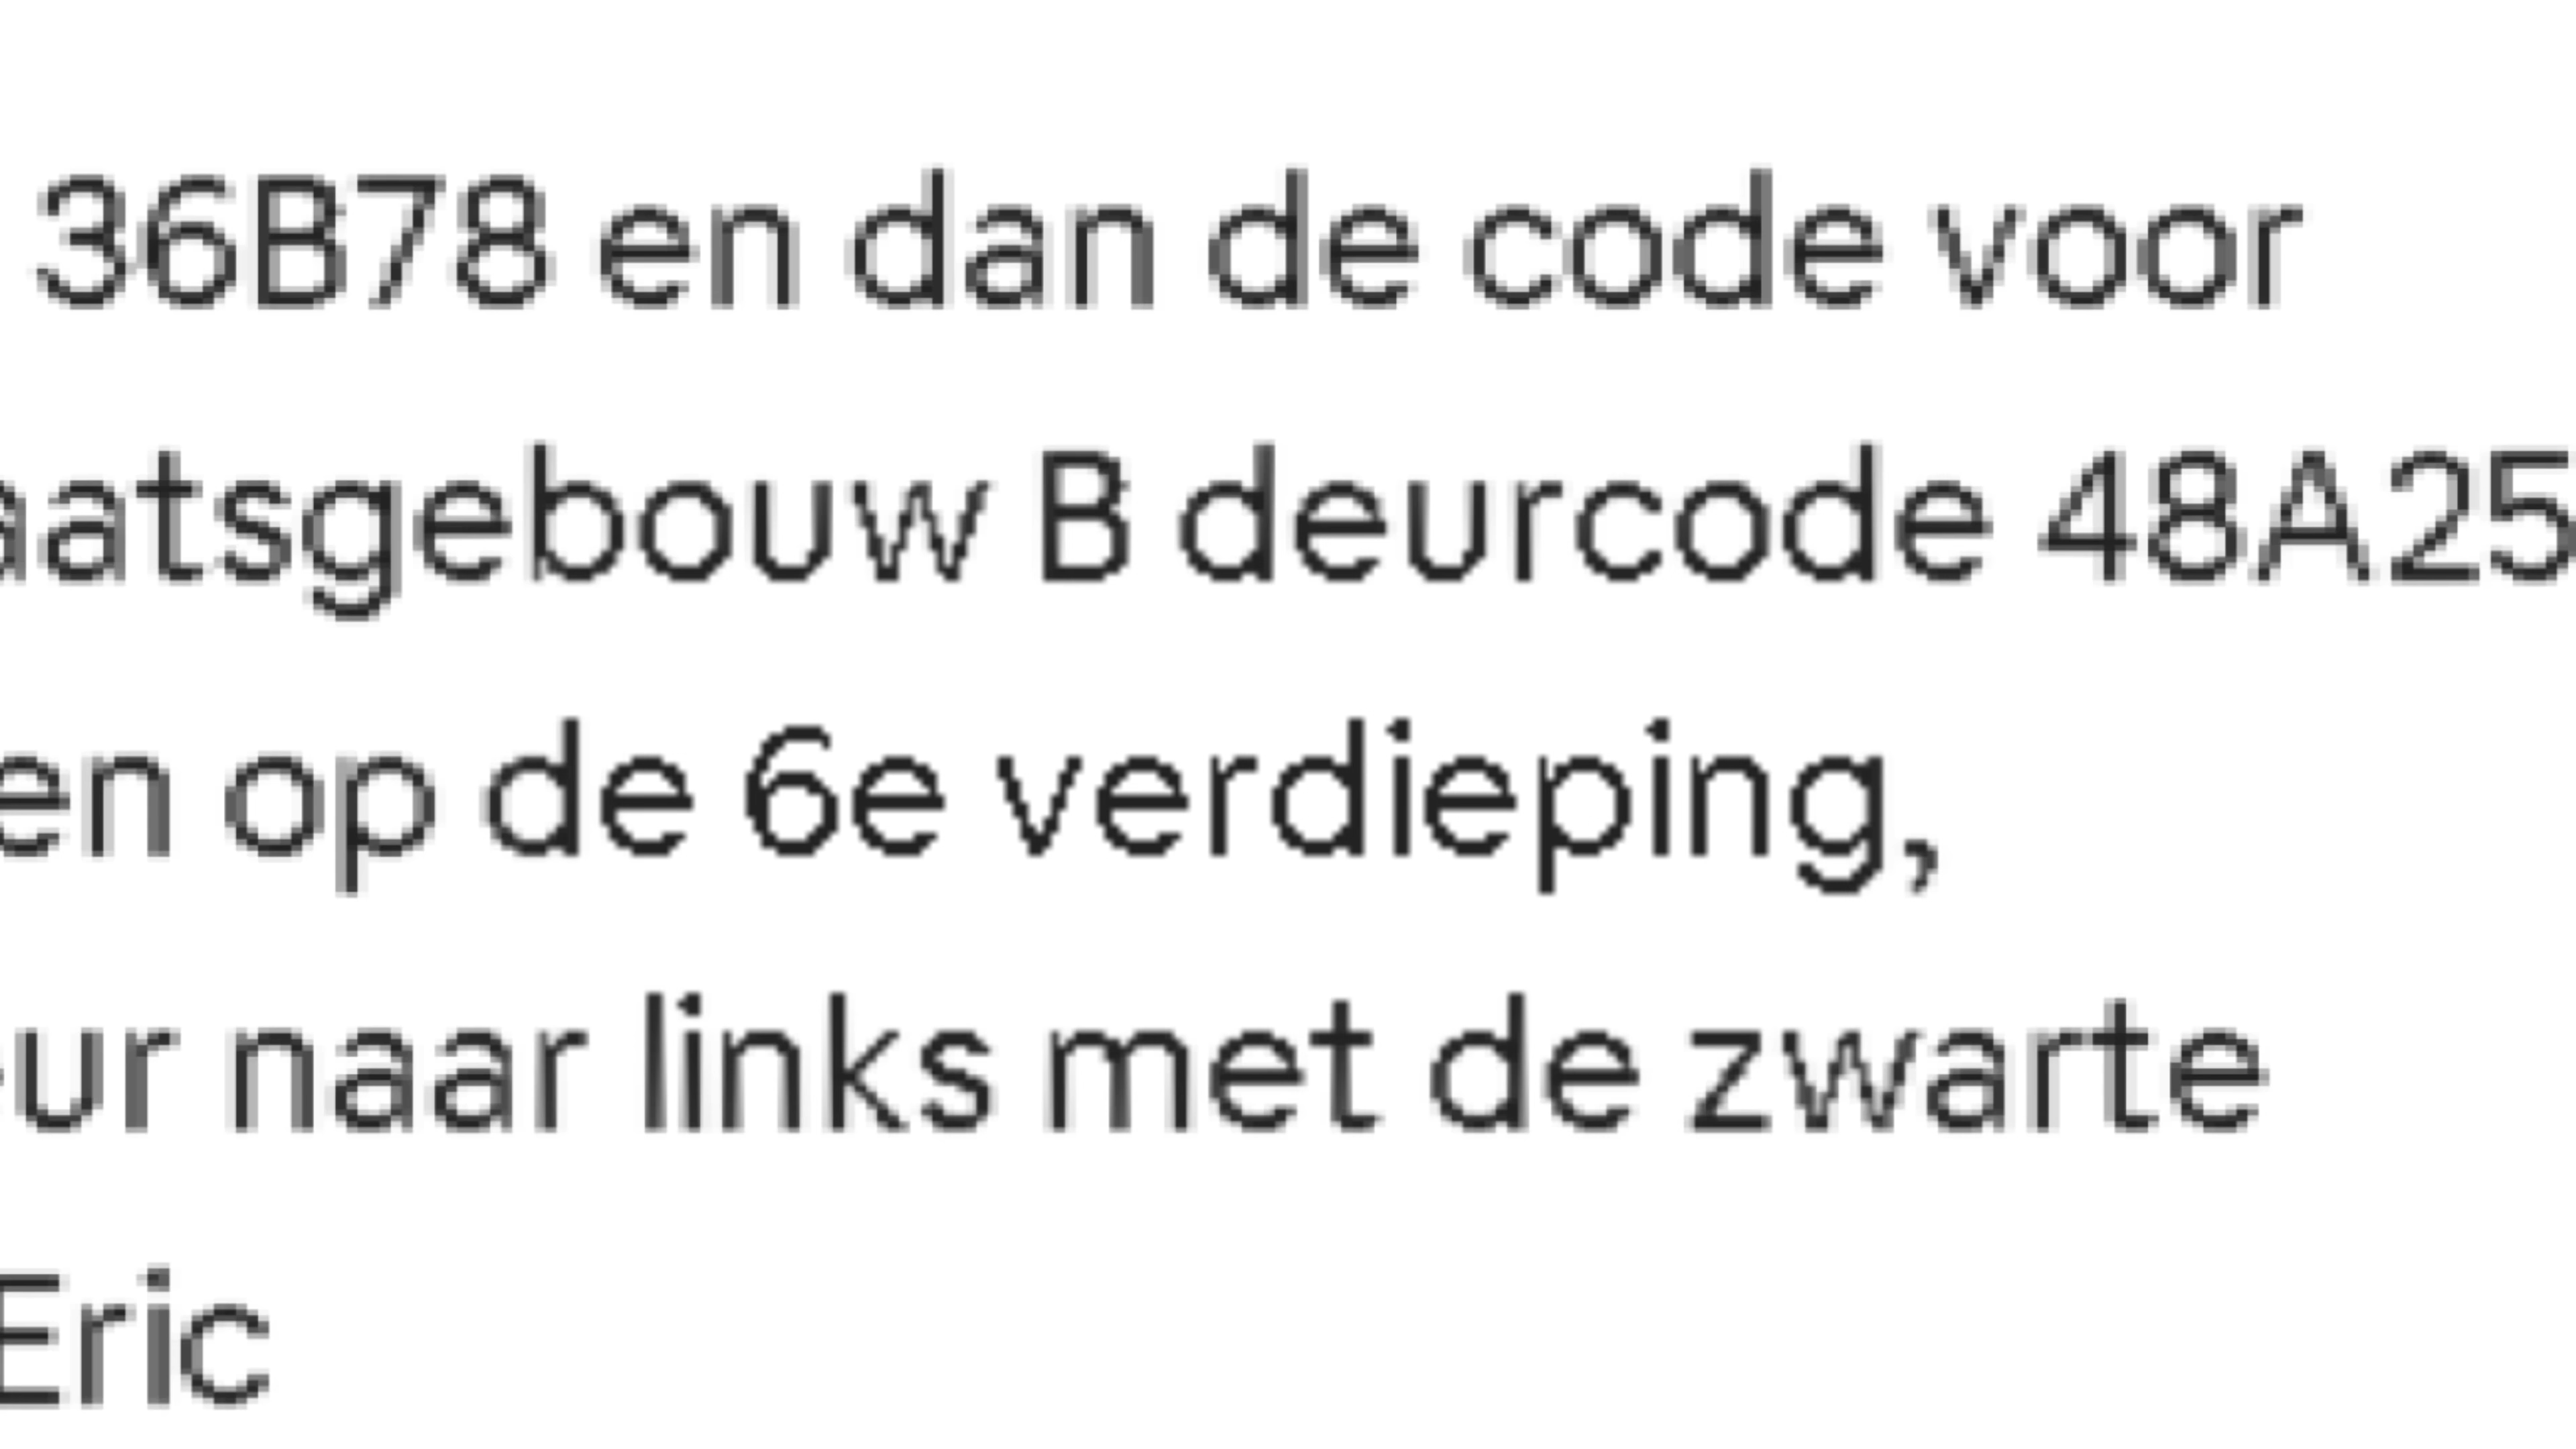 36B78 en dan de code voor
aatsgebouw B deurcode 48A25
en op de 6e verdieping,
eur naar links met de zwarte
Eric